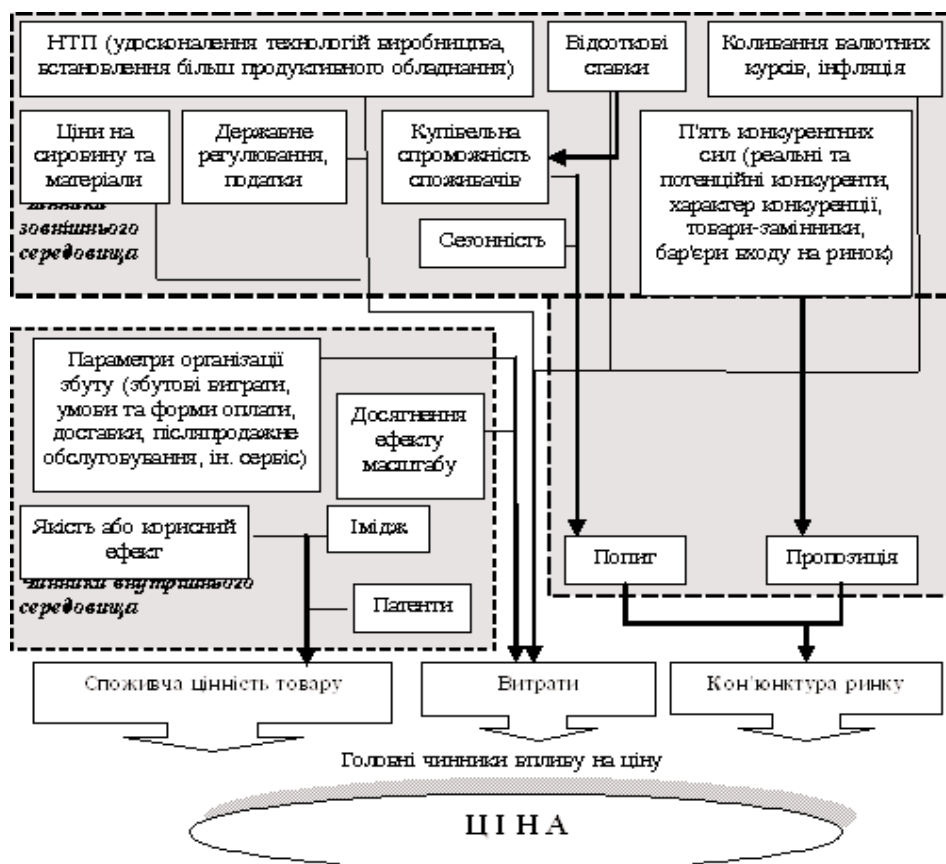 НТП (удосконалення технологій виробництва,
встановлення більш продуктивного обладнання)
Відсоткові
ставки
Коливання валютних
курсів, інфляція
Ціни на
сировину та
матеріали
Державне
регулювання,
податки
Купівельна
спроможність
споживачів
П'ять конкурентних
сил (реальні та
потенційні конкуренти,
характер конкуренції,
товари-замінники,
бар'єри входу на ринок)
Чинники
зовнішнього
середовища
Сезонність
Параметри організації
збуту (збутові витрати,
умови та форми оплати,
доставки, післяпродажне
обслуговування, ін. сервіс)
Досягнення
ефекту
масштабу
Якість або корисний
ефект
Імідж
Попит
Пропозиція
Чинники внутрішнього
середовища
Патенти
Споживча цінність товару
Витрати
Кон'юнктура ринку
Головні чинники впливу на ціну
ЦІНА